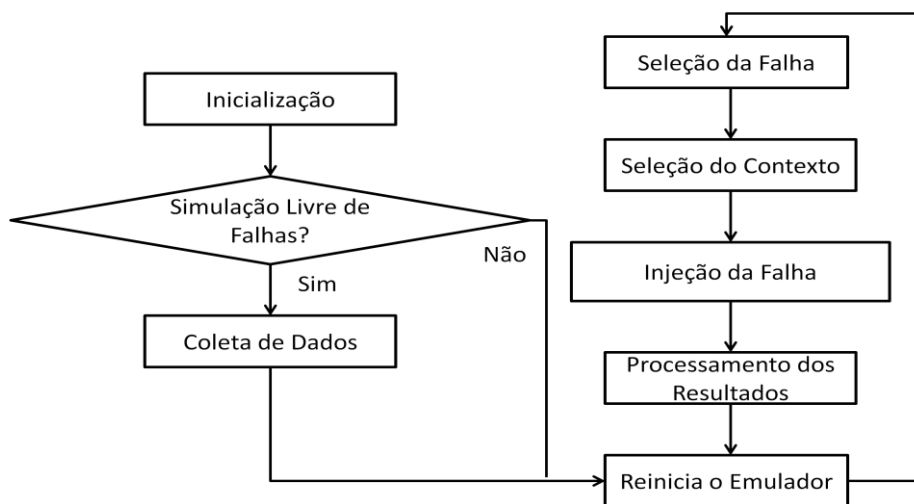 Inicialização
Simulação Livre de
Falhas?
Não
Sim
Coleta de Dados
Seleção da Falha
Seleção do Contexto
Injeção da Falha
Processamento dos
Resultados
Reinicia o Emulador